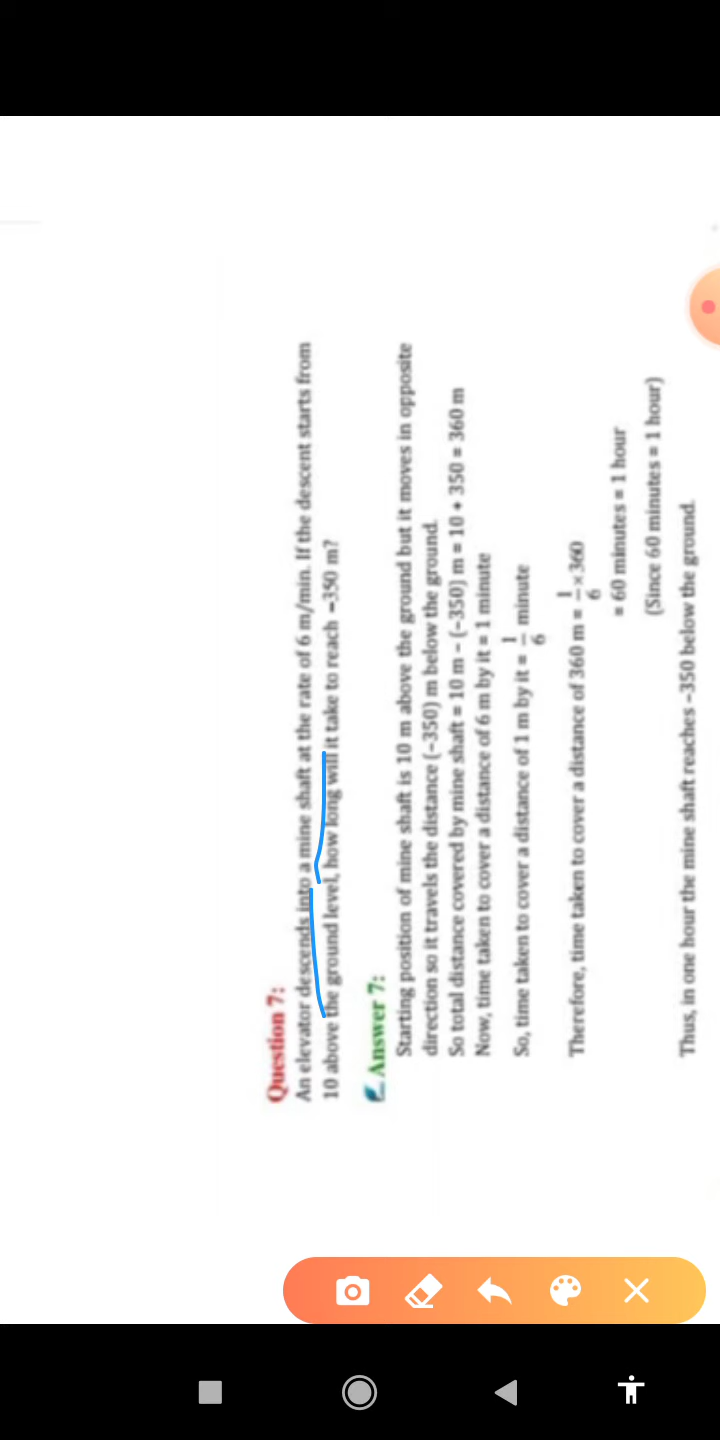 Question 7:
An elevator descends into a mine shaft at the rate of 6 m/min. If the descent starts from
10 above the ground level, how long will it take to reach −350 m?
Answer 7:
Starting position of mine shaft is 10 m above the ground but it moves in opposite
direction so it travels the distance (−350) m below the ground.
So total distance covered by mine shaft = 10 m − (−350) m = 10 + 350 = 360 m
Now, time taken to cover a distance of 6 m by it = 1 minute
So, time taken to cover a distance of 1 m by it = 1/6 minute
Therefore, time taken to cover a distance of 360 m = 1/6 × 360
= 60 minutes = 1 hour
(Since 60 minutes = 1 hour)
Thus, in one hour the mine shaft reaches −350 below the ground.